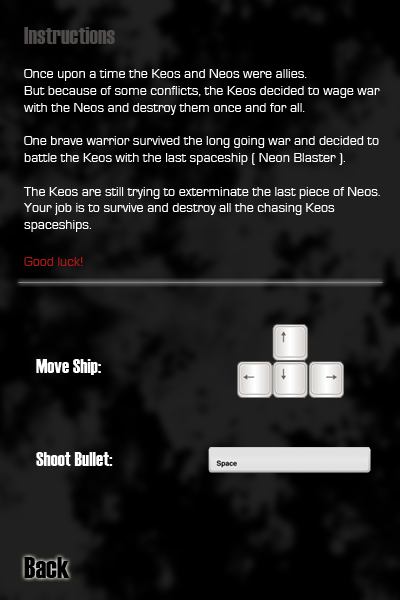 Instructions
Once upon a time the Keos and Neos were allies.
But because of some conflicts, the Keos decided to wage war
with the Neos and destroy them once and for all.
One brave warrior survived the long going war and decided to
battle the Keos with the last spaceship [ Neon Blaster ].
The Keos are still trying to exterminate the last piece of Neos.
Your job is to survive and destroy all the chasing Keos
spaceships.
Good luck!
Move Ship:
↑
← ↓ →
Shoot Bullet:
Space
Back